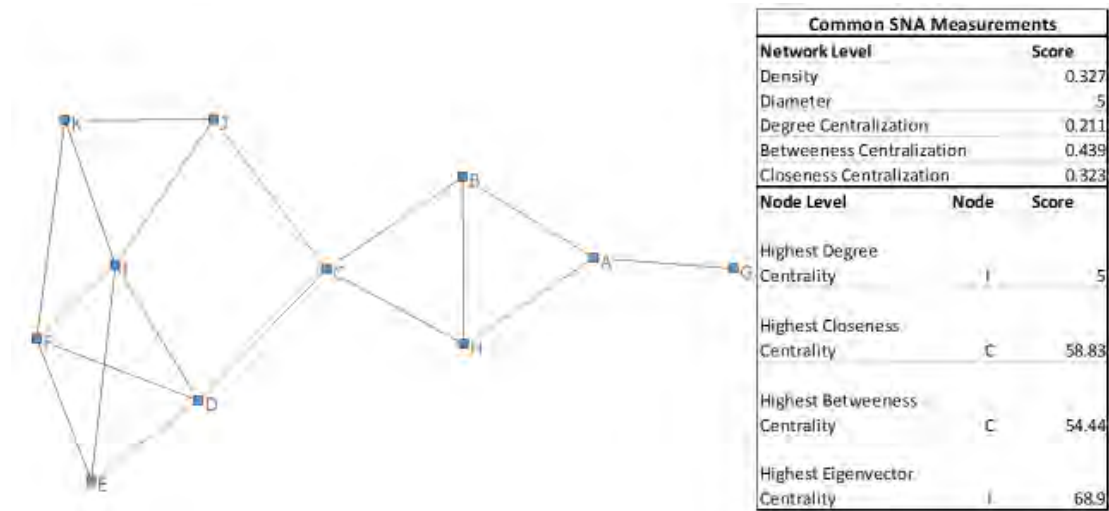 Common SNA Measurements
Network Level Score
Density 0.327
Diameter 5
Degree Centralization 0.211
Betweeness Centralization 0.439
Closeness Centralization 0.323
Node Level Node Score
Highest Degree
Centrality I 5
Highest Closeness
Centrality C 58.83
Highest Betweeness
Centrality C 54.44
Highest Eigenvector
Centrality I 68.9
K
J
B
I
C
A
G
F
H
D
E